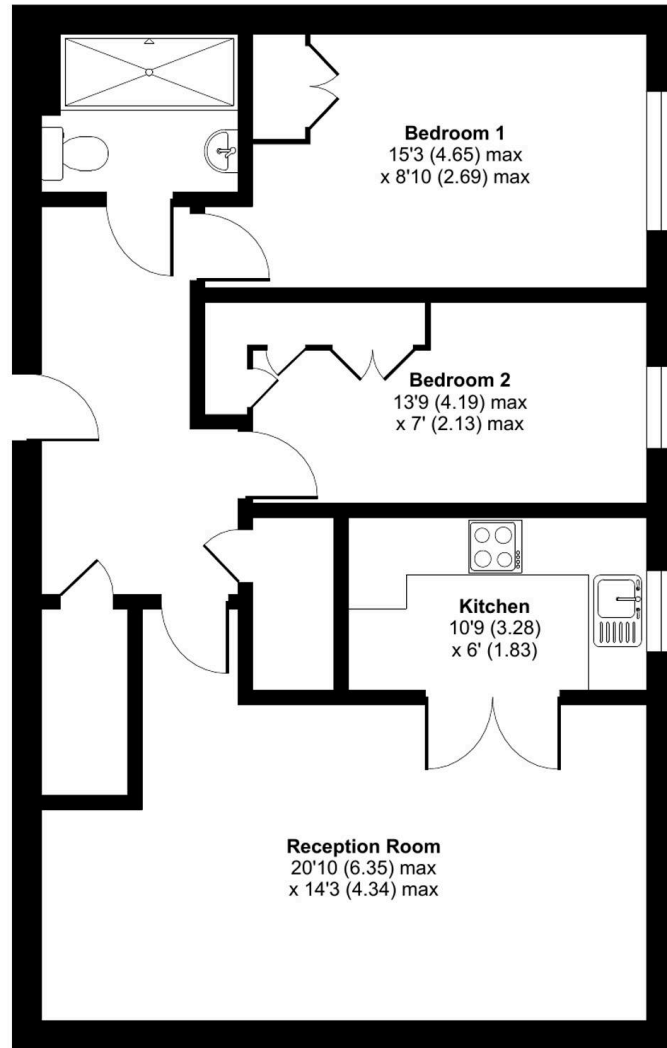 Bedroom 1
15'3 (4.65) max
x 8'10 (2.69) max
Bedroom 2
13'9 (4.19) max
x 7' (2.13) max
Kitchen
10'9 (3.28)
x 6' (1.83)
Reception Room
20'10 (6.35) max
x 14'3 (4.34) max